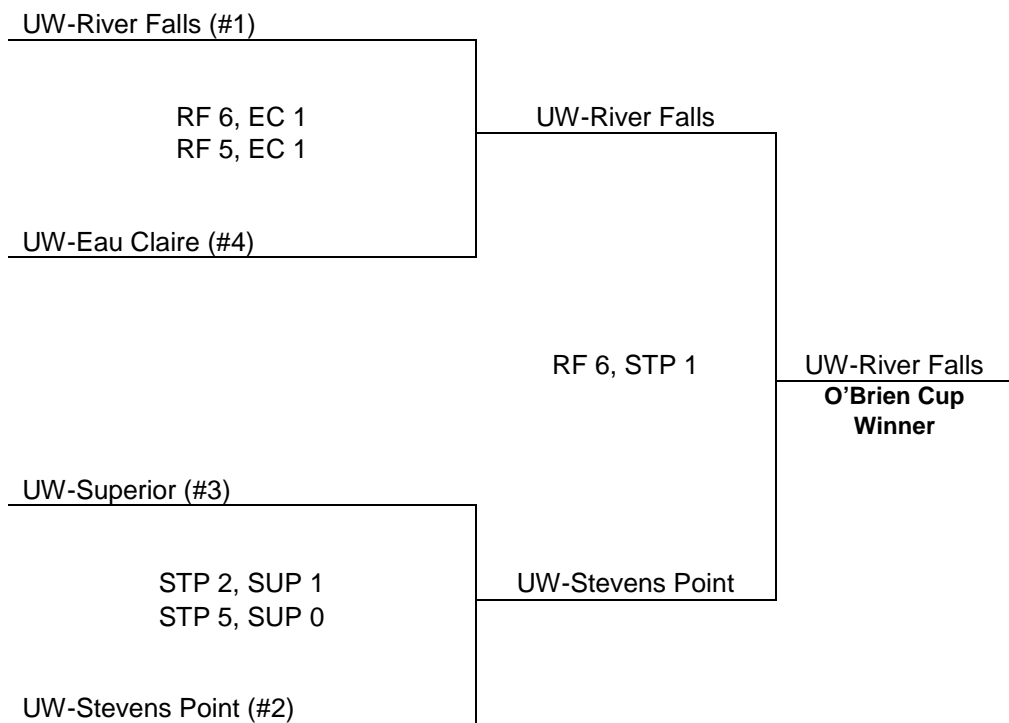 UW-River Falls (#1)
RF 6, EC 1
RF 5, EC 1
UW-River Falls
UW-Eau Claire (#4)
RF 6, STP 1
UW-River Falls
O’Brien Cup
Winner
UW-Superior (#3)
STP 2, SUP 1
STP 5, SUP 0
UW-Stevens Point
UW-Stevens Point (#2)